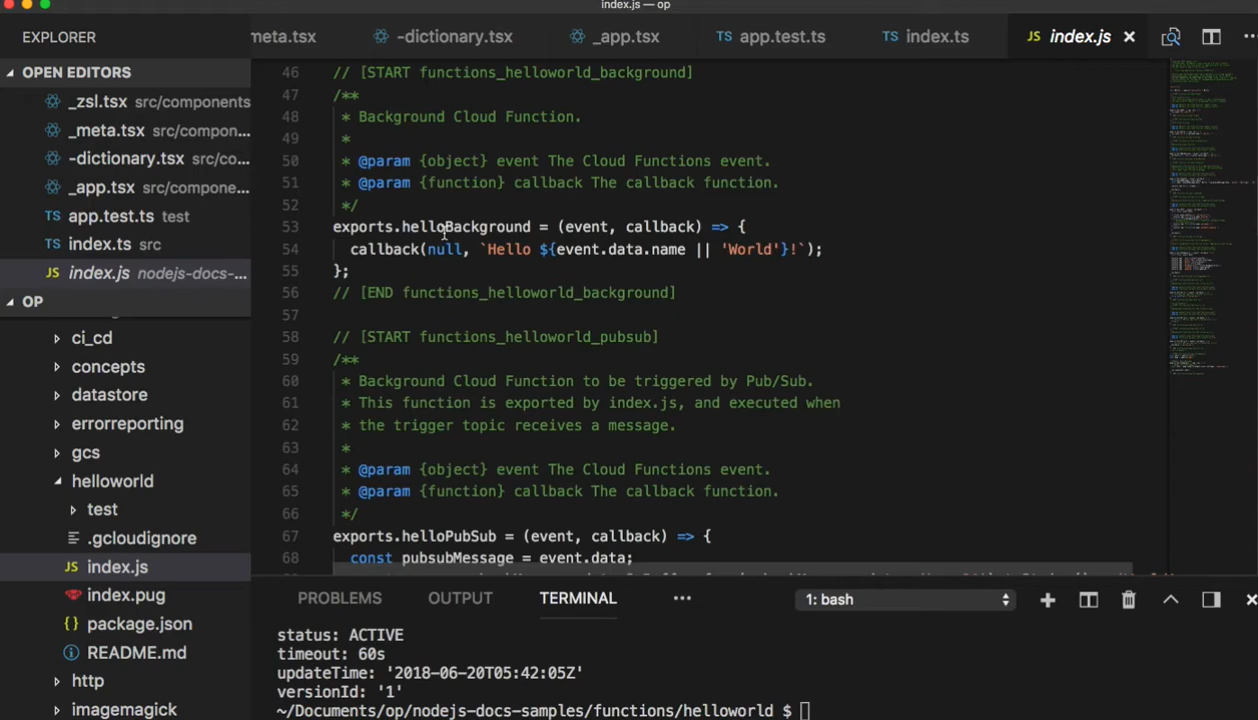 index.js — op
EXPLORER
meta.tsx -dictionary.tsx _app.tsx TS app.test.ts TS index.ts JS index.js
OPEN EDITORS
_zsl.tsx src/components
_meta.tsx src/compon...
-dictionary.tsx src/co...
_app.tsx src/compone...
TS app.test.ts test
TS index.ts src
JS index.js nodejs-docs-...
OP
ci_cd
concepts
datastore
errorreporting
gcs
helloworld
test
.gcloudignore
JS index.js
index.pug
{} package.json
README.md
http
imagemagick
46 // [START functions_helloworld_background]
47 /**
48 * Background Cloud Function.
49 *
50 * @param {object} event The Cloud Functions event.
51 * @param {function} callback The callback function.
52 */
53 exports.helloBackground = (event, callback) => {
54 callback(null, `Hello ${event.data.name || 'World'}!`);
55 };
56 // [END functions_helloworld_background]
57
58 // [START functions_helloworld_pubsub]
59 /**
60 * Background Cloud Function to be triggered by Pub/Sub.
61 * This function is exported by index.js, and executed when
62 * the trigger topic receives a message.
63 *
64 * @param {object} event The Cloud Functions event.
65 * @param {function} callback The callback function.
66 */
67 exports.helloPubSub = (event, callback) => {
68 const pubsubMessage = event.data;
PROBLEMS OUTPUT TERMINAL ... 1: bash
status: ACTIVE
timeout: 60s
updateTime: '2018-06-20T05:42:05Z'
versionId: '1'
~/Documents/op/nodejs-docs-samples/functions/helloworld $